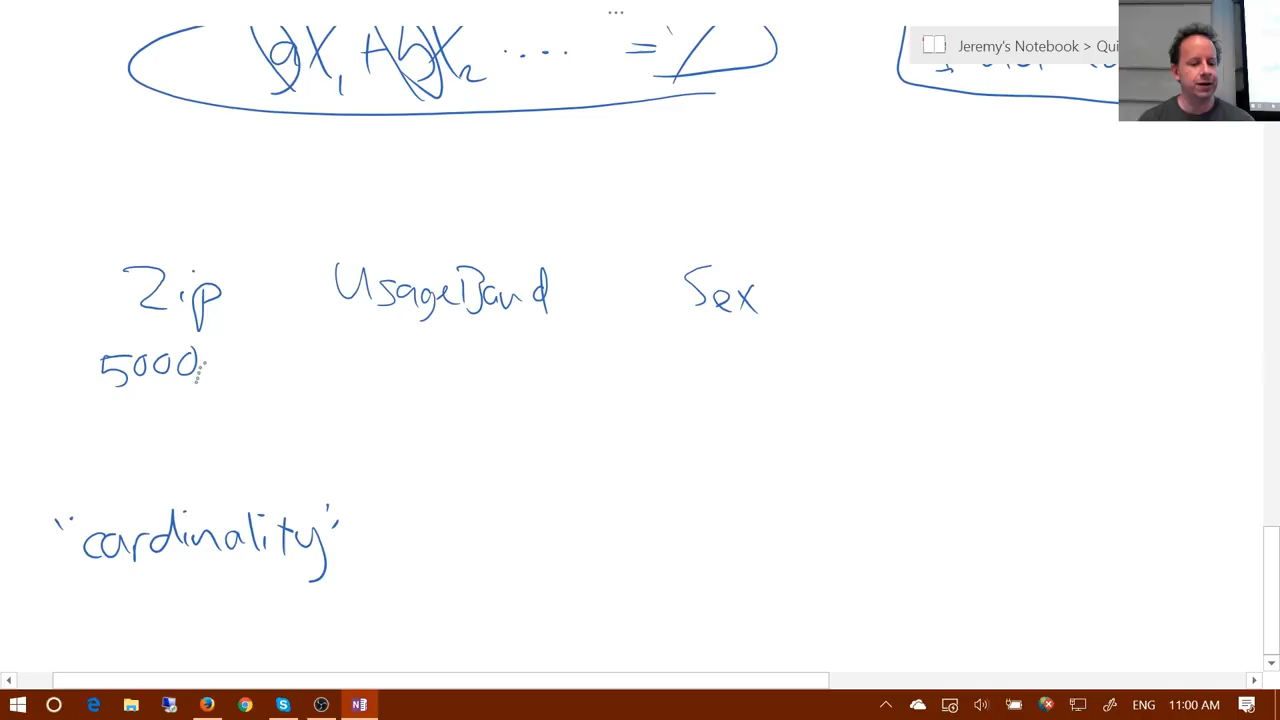 Jeremy's Notebook > Qui
Zip UsageBand Sex
5000
"cardinality"
ENG 11:00 AM